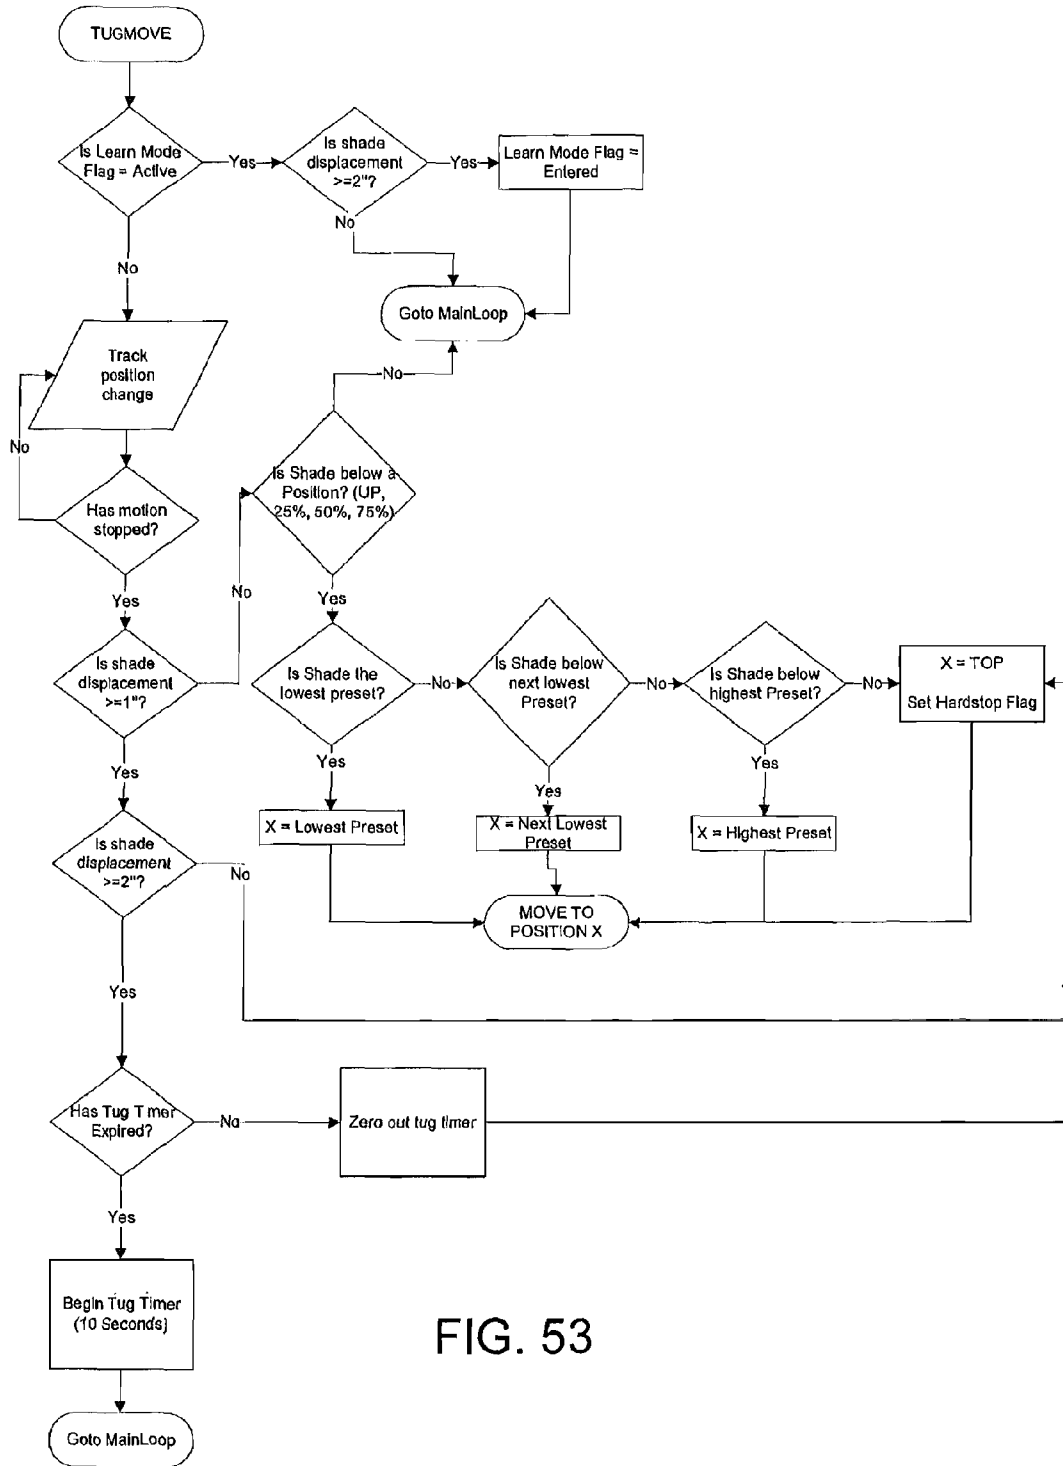 TUGMOVE
Is Learn Mode
Flag = Active
Yes
Is shade
displacement
>=2"?
Yes
Learn Mode Flag =
Entered
No
No
Goto MainLoop
Track
position
change
No
No
Is Shade below a
Position? (UP,
25%, 50%, 75%)
Has motion
stopped?
Yes
No
Yes
Is shade
displacement
>=1"?
Is Shade the
lowest preset?
No
Is Shade below
next lowest
Preset?
No
Is Shade below
highest Preset?
No
X = TOP
Set Hardstop Flag
Yes
Yes
Yes
Yes
X = Lowest Preset
X = Next Lowest
Preset
X = Highest Preset
Is shade
displacement
>=2"?
No
MOVE TO
POSITION X
Yes
Has Tug Timer
Expired?
No
Zero out tug timer
Yes
Begin Tug Timer
(10 Seconds)
FIG. 53
Goto MainLoop